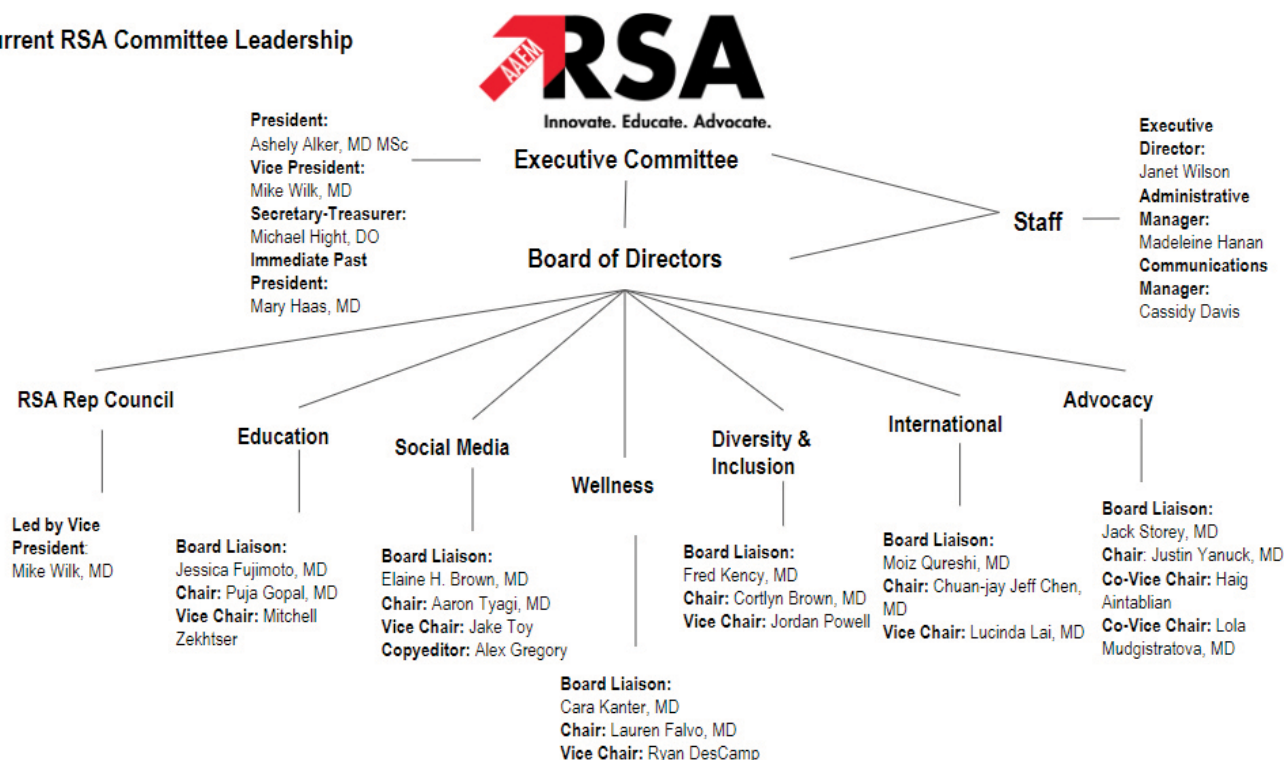 urrent RSA Committee Leadership
AAEM
RSA
Innovate. Educate. Advocate.
President:
Ashely Alker, MD MSc
Vice President:
Mike Wilk, MD
Secretary-Treasurer:
Michael Hight, DO
Immediate Past
President:
Mary Haas, MD
Executive Committee
Board of Directors
Staff
Executive
Director:
Janet Wilson
Administrative
Manager:
Madeleine Hanan
Communications
Manager:
Cassidy Davis
RSA Rep Council
Led by Vice
President:
Mike Wilk, MD
Education
Board Liaison:
Jessica Fujimoto, MD
Chair: Puja Gopal, MD
Vice Chair: Mitchell
Zekhtser
Social Media
Board Liaison:
Elaine H. Brown, MD
Chair: Aaron Tyagi, MD
Vice Chair: Jake Toy
Copyeditor: Alex Gregory
Wellness
Board Liaison:
Cara Kanter, MD
Chair: Lauren Falvo, MD
Vice Chair: Ryan DesCamp
Diversity &
Inclusion
Board Liaison:
Fred Kency, MD
Chair: Cortlyn Brown, MD
Vice Chair: Jordan Powell
International
Board Liaison:
Moiz Qureshi, MD
Chair: Chuan-jay Jeff Chen,
MD
Vice Chair: Lucinda Lai, MD
Advocacy
Board Liaison:
Jack Storey, MD
Chair: Justin Yanuck, MD
Co-Vice Chair: Haig
Aintablian
Co-Vice Chair: Lola
Mudgistratova, MD